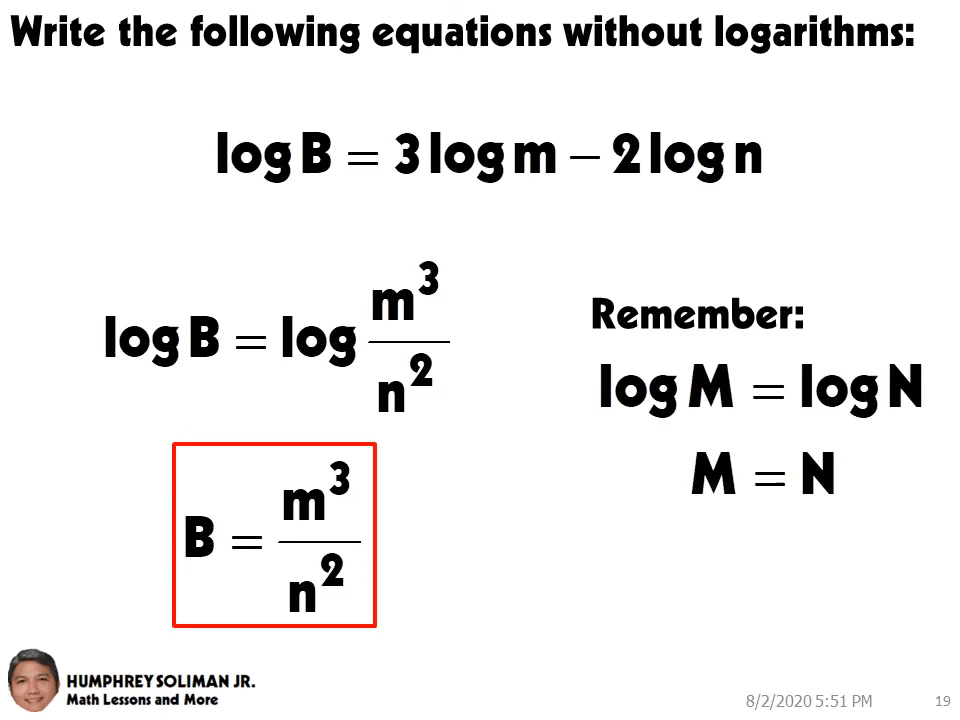 Write the following equations without logarithms:
log B = 3 log m − 2 log n
log B = log m³/n²
Remember:
log M = log N
M = N
B = m³/n²
HUMPHREY SOLIMAN JR.
Math Lessons and More
8/2/2020 5:51 PM
19